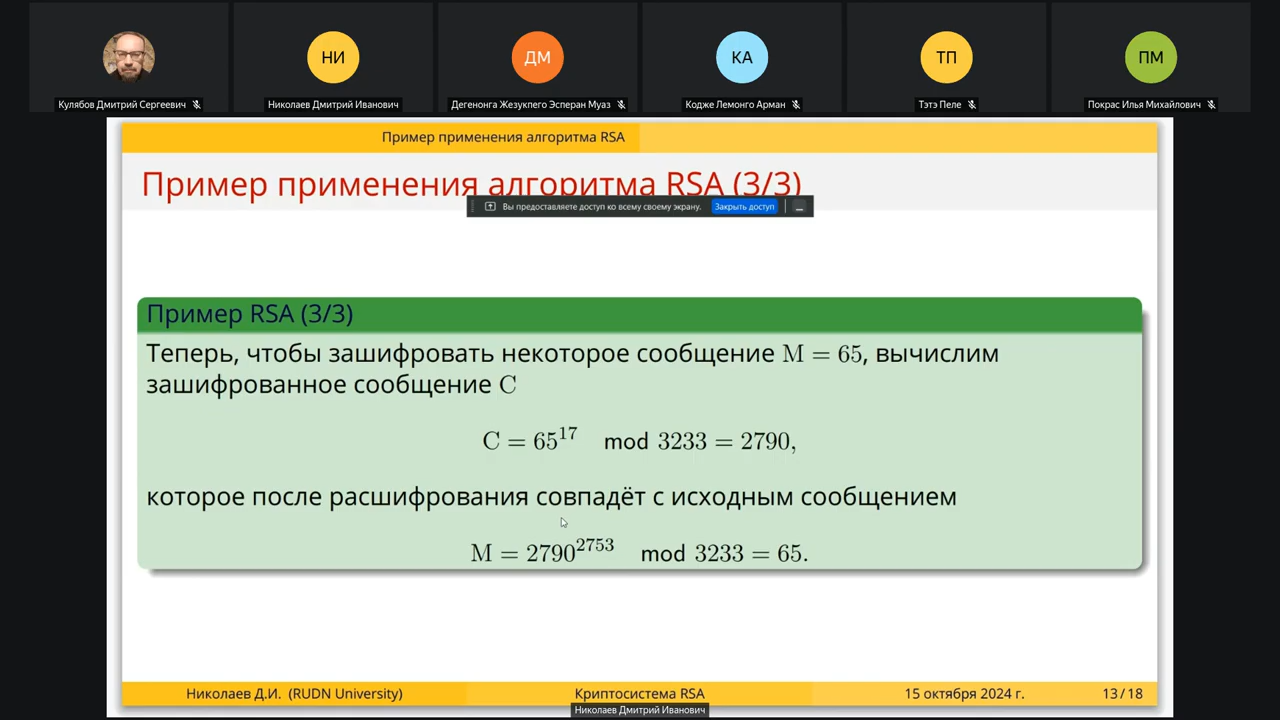 НИ
ДМ
КА
ТП
ПМ
Кулябов Дмитрий Сергеевич
Николаев Дмитрий Иванович
Дегенонга Жезукпего Эсперан Муаз
Кодже Лемонго Арман
Тэтэ Пеле
Покрас Илья Михайлович
Пример применения алгоритма RSA
Пример применения алгоритма RSA (3/3)
Вы предоставляете доступ ко всему своему экрану.
Закрыть доступ
Пример RSA (3/3)
Теперь, чтобы зашифровать некоторое сообщение M = 65, вычислим
зашифрованное сообщение C
C = 65¹⁷ mod 3233 = 2790,
которое после расшифрования совпадёт с исходным сообщением
M = 2790²⁷⁵³ mod 3233 = 65.
Николаев Д.И. (RUDN University)
Криптосистема RSA
15 октября 2024 г.
13 / 18
Николаев Дмитрий Иванович